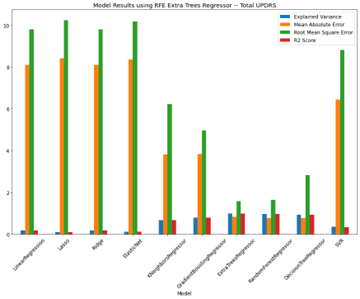 Model Results using RFE Extra Trees Regressor -- Total UPDRS
Explained Variance
Mean Absolute Error
Root Mean Square Error
R2 Score
10
8
6
4
2
0
LinearRegression
Lasso
Ridge
ElasticNet
KNeighborsRegressor
GradientBoostingRegressor
ExtraTreesRegressor
RandomForestRegressor
DecisionTreeRegressor
SVR
Model